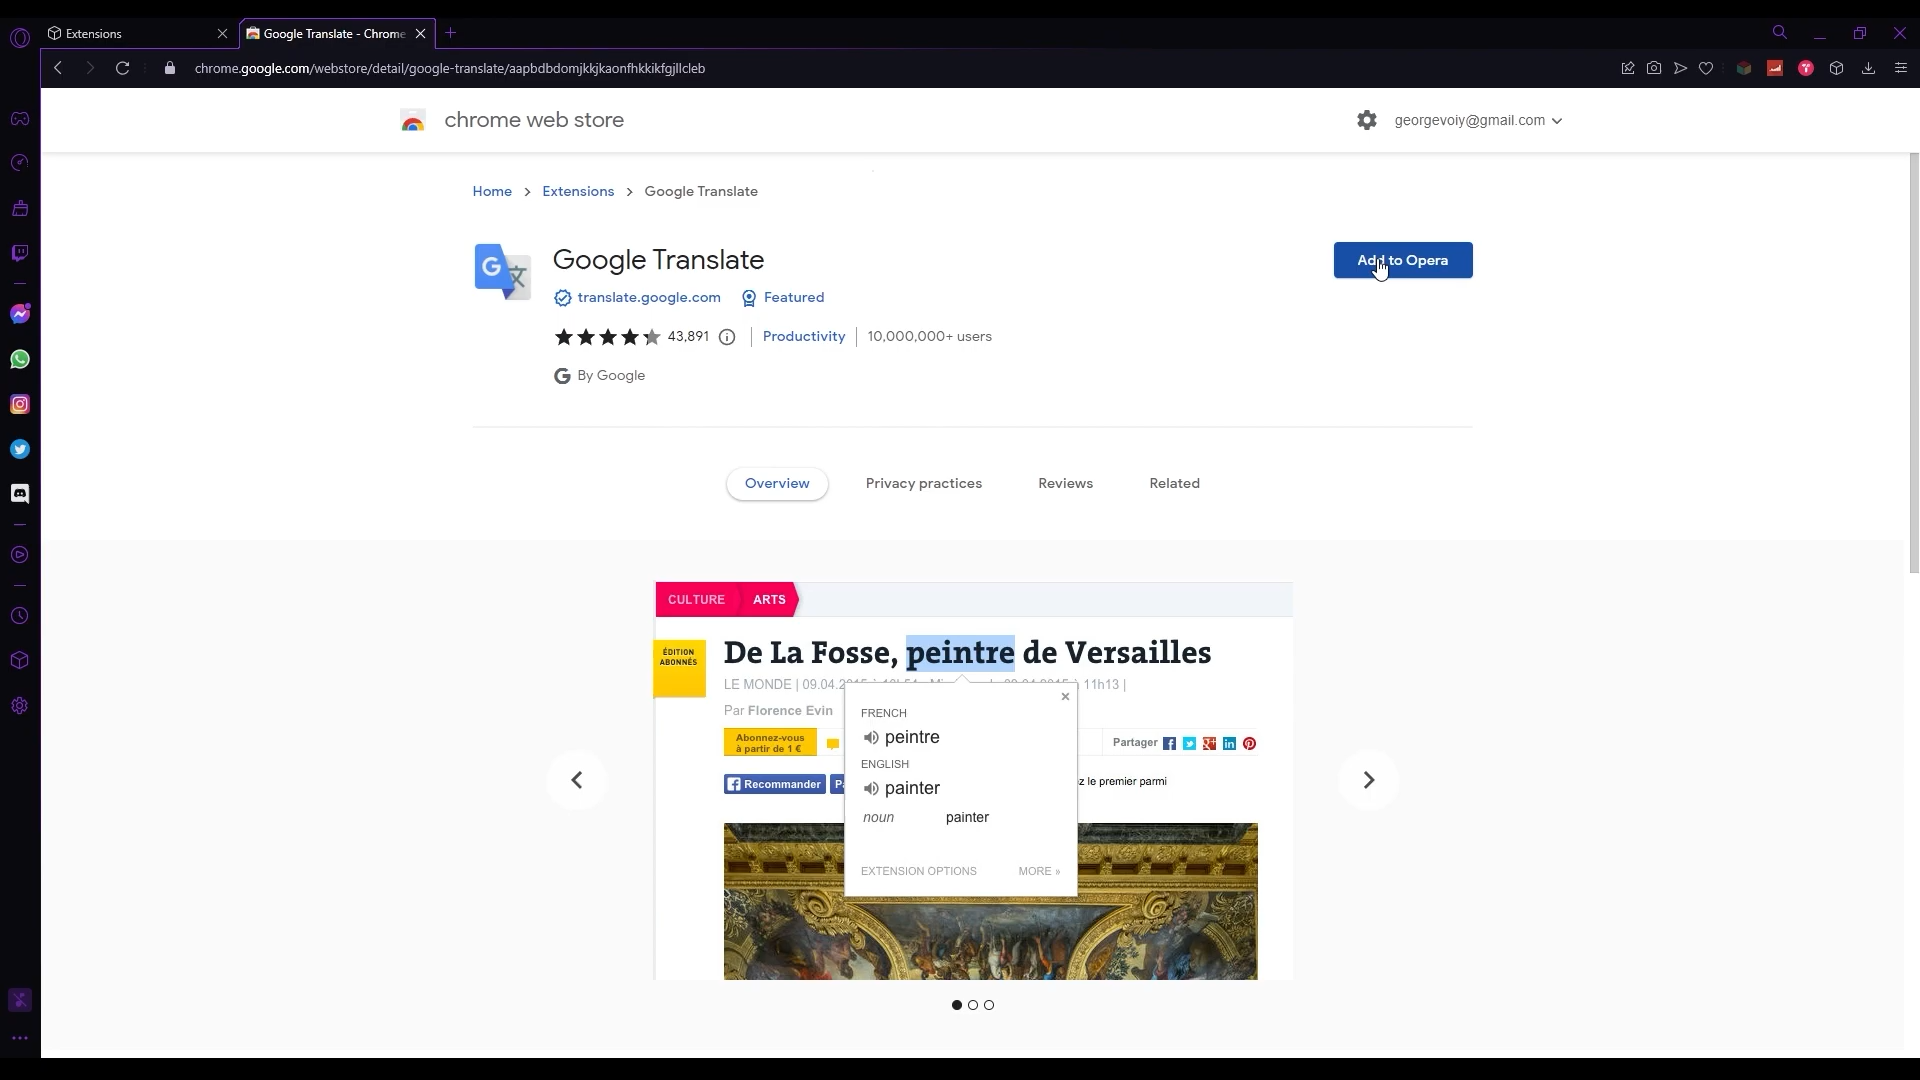 Extensions
Google Translate - Chrome
chrome.google.com/webstore/detail/google-translate/aapbdbdomjkkjkaonfhkkikfgjllcleb
chrome web store
georgevoiy@gmail.com
Home > Extensions > Google Translate
Google Translate
Add to Opera
translate.google.com Featured
43,891 Productivity 10,000,000+ users
By Google
Overview Privacy practices Reviews Related
CULTURE ARTS
ÉDITION
ABONNÉS
De La Fosse, peintre de Versailles
LE MONDE | 11h13 |
Par Florence Evin
Abonnez-vous
à partir de 1 €
Partager
Recommander
z le premier parmi
FRENCH
peintre
ENGLISH
painter
noun painter
EXTENSION OPTIONS MORE »